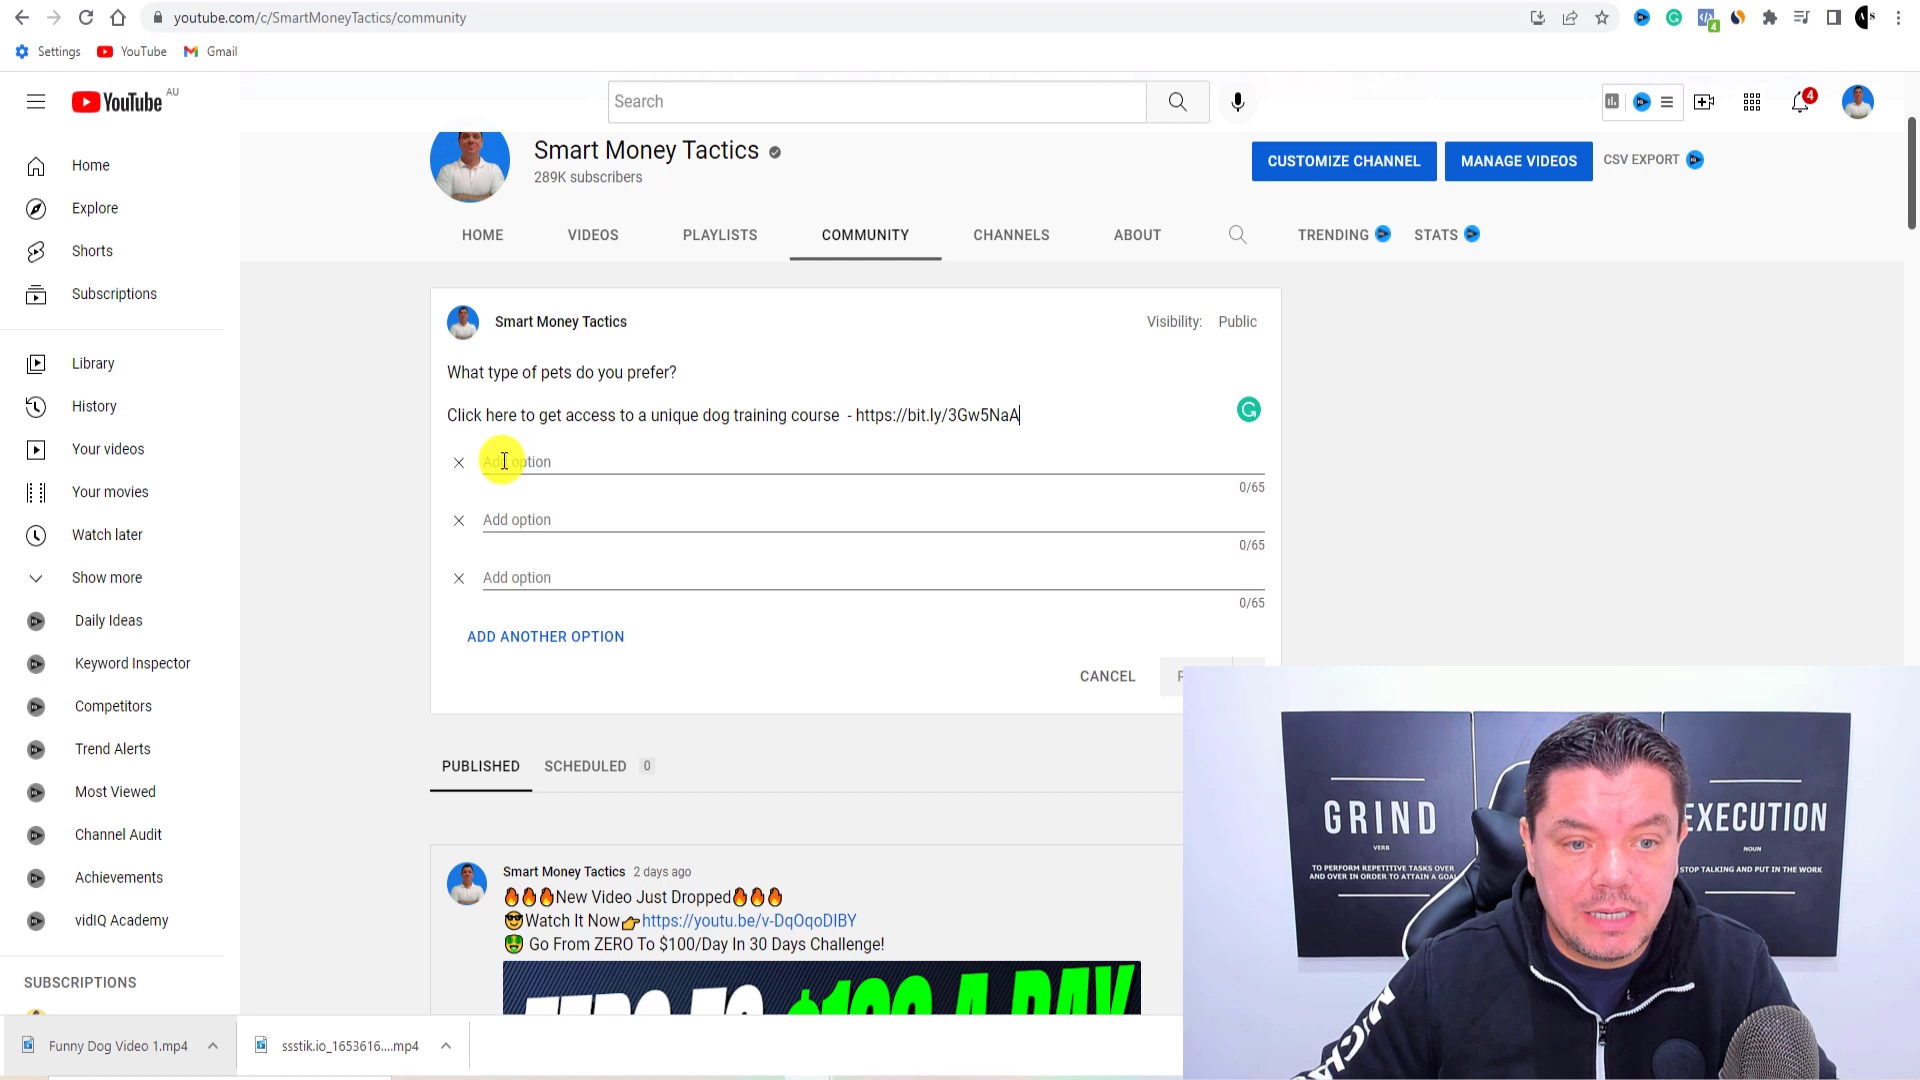 youtube.com/c/SmartMoneyTactics/community
4
A s
Settings
YouTube
Gmail
YouTube AU
Search
4
Home
Explore
Shorts
Subscriptions
Library
History
Your videos
Your movies
Watch later
Show more
Daily Ideas
Keyword Inspector
Competitors
Trend Alerts
Most Viewed
Channel Audit
Achievements
vidIQ Academy
SUBSCRIPTIONS
Smart Money Tactics
289K subscribers
CUSTOMIZE CHANNEL
MANAGE VIDEOS
CSV EXPORT
HOME
VIDEOS
PLAYLISTS
COMMUNITY
CHANNELS
ABOUT
TRENDING
STATS
Smart Money Tactics
Visibility: Public
What type of pets do you prefer?
Click here to get access to a unique dog training course - https://bit.ly/3Gw5NaA
Add option
0/65
Add option
0/65
Add option
0/65
ADD ANOTHER OPTION
CANCEL
PUBLISHED
SCHEDULED 0
Smart Money Tactics 2 days ago
🔥🔥🔥New Video Just Dropped🔥🔥🔥
😎Watch It Now👉https://youtu.be/v-DqOqoDIBY
🤑 Go From ZERO To $100/Day In 30 Days Challenge!
ZERO TO $100 A DAY
Funny Dog Video 1.mp4
ssstik.io_1653616....mp4
GRIND
VERB
TO PERFORM REPETITIVE TASKS OVER
AND OVER IN ORDER TO ATTAIN A GOAL
EXECUTION
NOUN
STOP TALKING AND PUT IN THE WORK